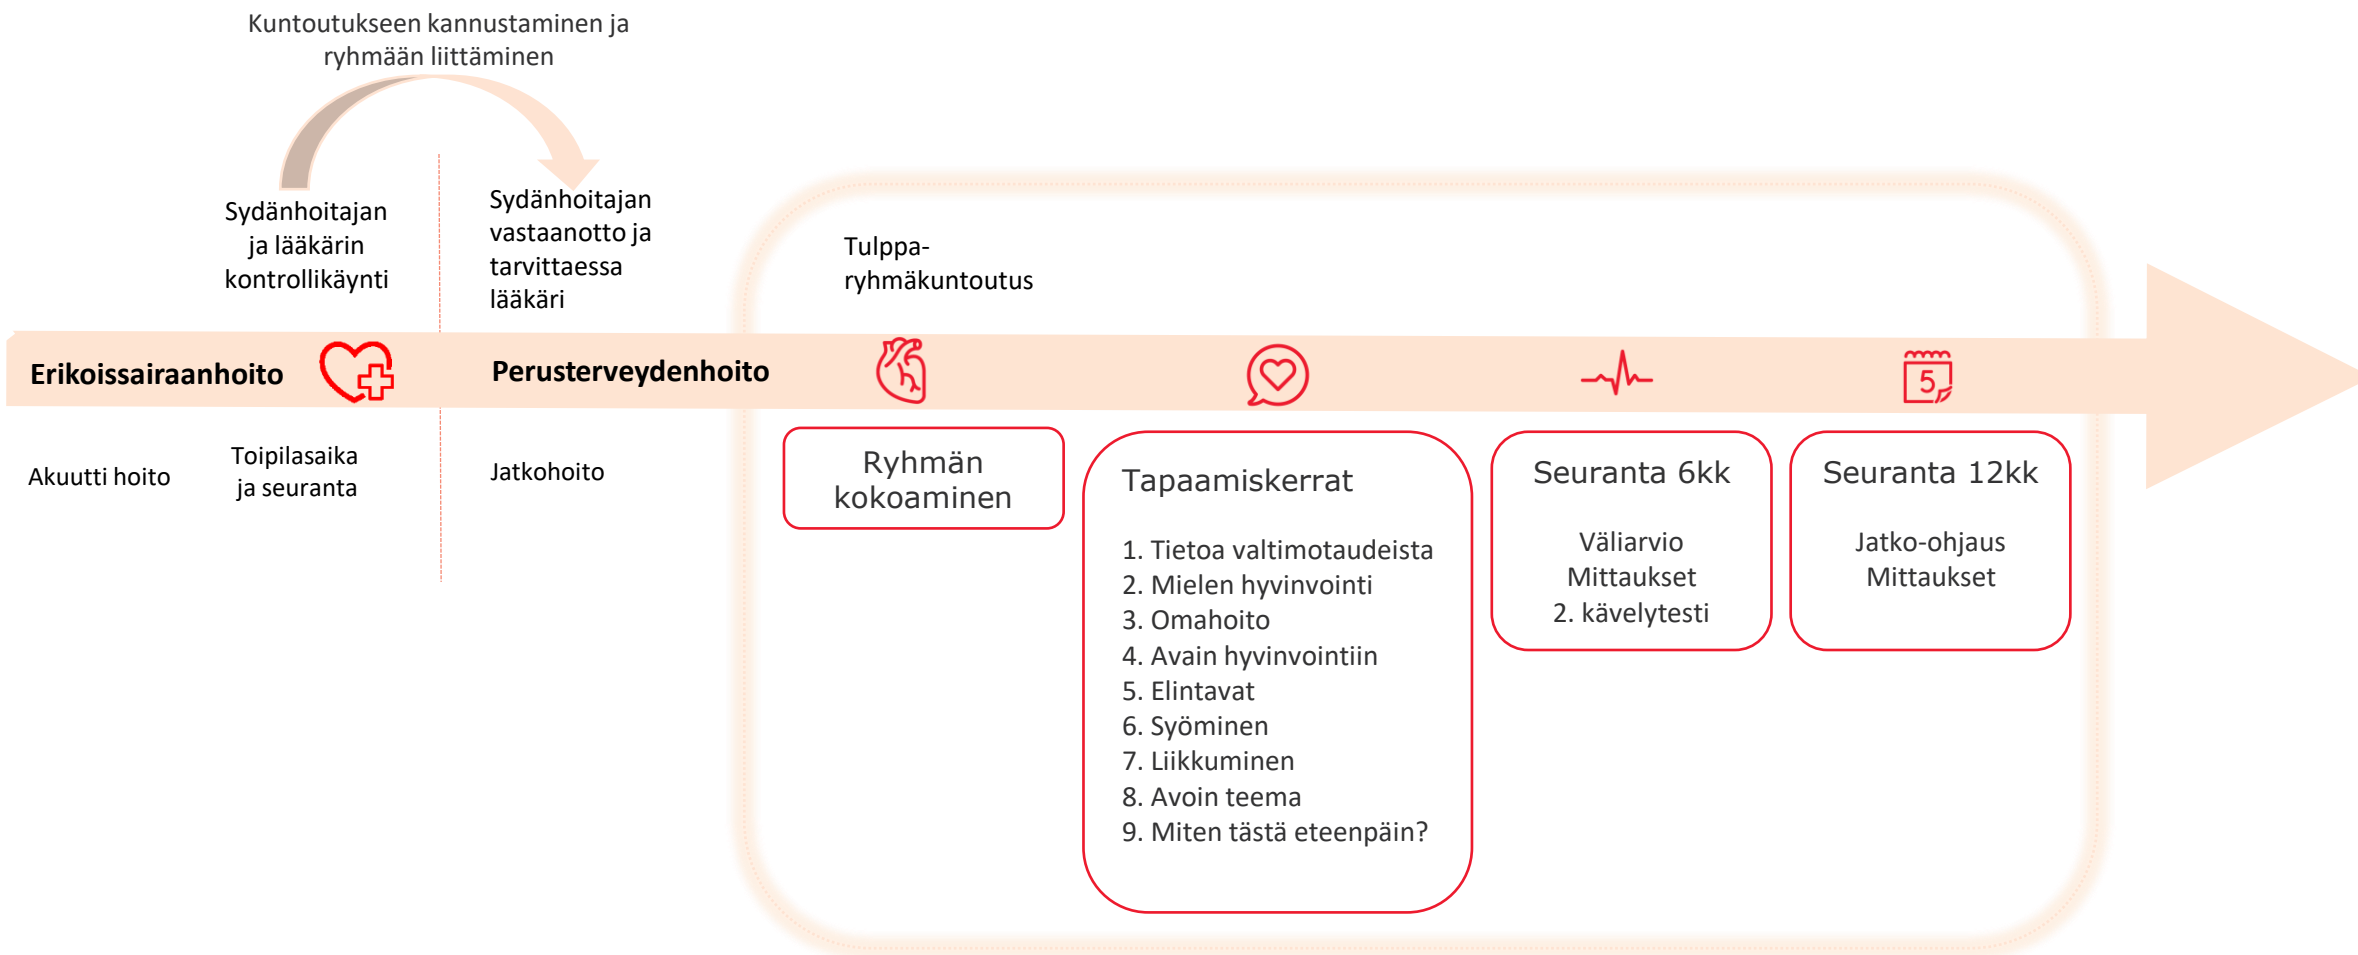 Kuntoutukseen kannustaminen ja
ryhmään liittäminen
Sydänhoitajan
ja lääkärin
kontrollikäynti
Sydänhoitajan
vastaanotto ja
tarvittaessa
lääkäri
Tulppa-
ryhmäkuntoutus
Erikoissairaanhoito
Perusterveydenhoito
5
Akuutti hoito
Toipilasaika
ja seuranta
Jatkohoito
Ryhmän
kokoaminen
Tapaamiskerrat
1. Tietoa valtimotaudeista
2. Mielen hyvinvointi
3. Omahoito
4. Avain hyvinvointiin
5. Elintavat
6. Syöminen
7. Liikkuminen
8. Avoin teema
9. Miten tästä eteenpäin?
Seuranta 6kk
Väliarvio
Mittaukset
2. kävelytesti
Seuranta 12kk
Jatko-ohjaus
Mittaukset